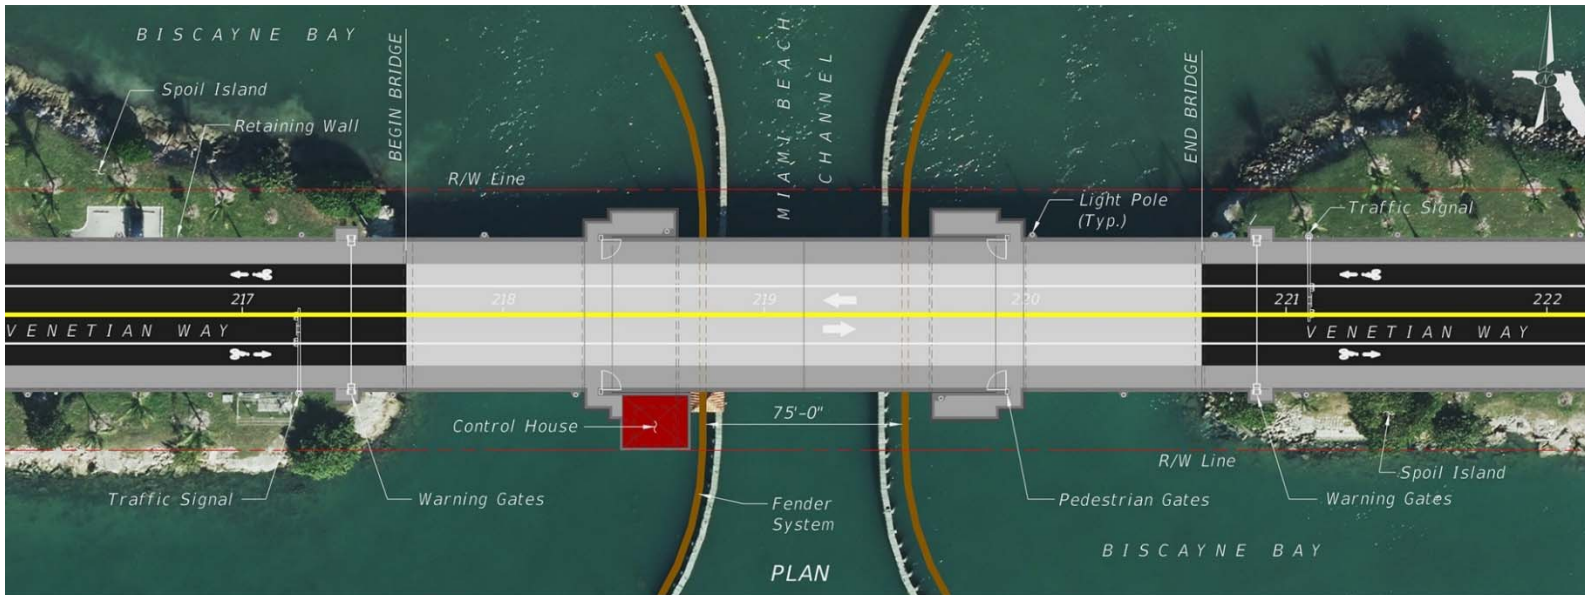 BISCAYNE BAY
Spoil Island
Retaining Wall
BEGIN BRIDGE
R/W Line
MIAMI BEACH
CHANNEL
END BRIDGE
N
Light Pole
(Typ.)
Traffic Signal
217
218
219
220
221
222
VENETIAN WAY
VENETIAN WAY
75'-0"
Control House
R/W Line
Spoil Island
Traffic Signal
Warning Gates
Fender
System
Pedestrian Gates
Warning Gates
BISCAYNE BAY
PLAN